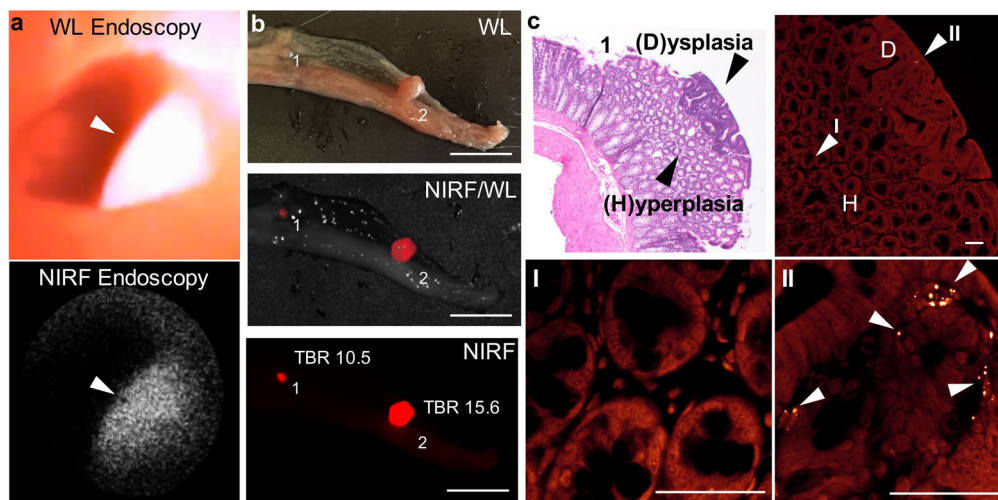 a
WL Endoscopy
NIRF Endoscopy
b
WL
1
2
NIRF/WL
1
2
NIRF
TBR 10.5
1
TBR 15.6
2
c
1
(D)ysplasia
(H)yperplasia
D
II
I
H
I
II